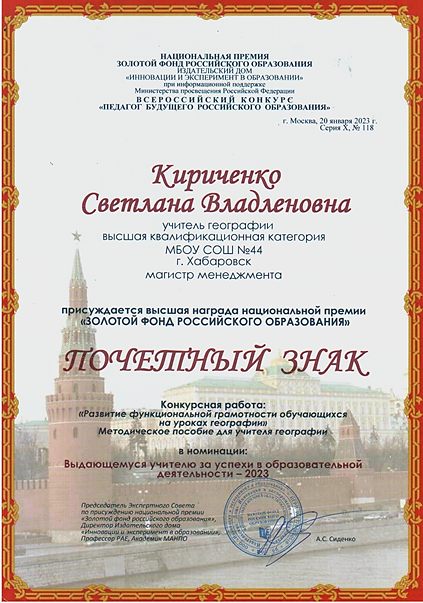 НАЦИОНАЛЬНАЯ ПРЕМИЯ
ЗОЛОТОЙ ФОНД РОССИЙСКОГО ОБРАЗОВАНИЯ
ИЗДАТЕЛЬСКИЙ ДОМ
«ИННОВАЦИИ И ЭКСПЕРИМЕНТ В ОБРАЗОВАНИИ»
при информационной поддержке
Министерства просвещения Российской Федерации
ВСЕРОССИЙСКИЙ КОНКУРС
«ПЕДАГОГ БУДУЩЕГО РОССИЙСКОГО ОБРАЗОВАНИЯ»
г. Москва, 20 января 2023 г.
Серия X, № 118
Кириченко
Светлана Владленовна
учитель географии
высшая квалификационная категория
МБОУ СОШ №44
г. Хабаровск
магистр менеджмента
присуждается высшая награда национальной премии
«ЗОЛОТОЙ ФОНД РОССИЙСКОГО ОБРАЗОВАНИЯ»
ПОЧЕТНЫЙ ЗНАК
Конкурсная работа:
«Развитие функциональной грамотности обучающихся
на уроках географии»
Методическое пособие для учителя географии
в номинации:
Выдающемуся учителю за успехи в образовательной
деятельности – 2023
Председатель Экспертного Совета
по присуждению национальной премии
«Золотой фонд российского образования»,
Директор Издательского дома
«Инновации и эксперимент в образовании»,
Профессор РАЕ, Академик МАНПО
А.С. Сиденко